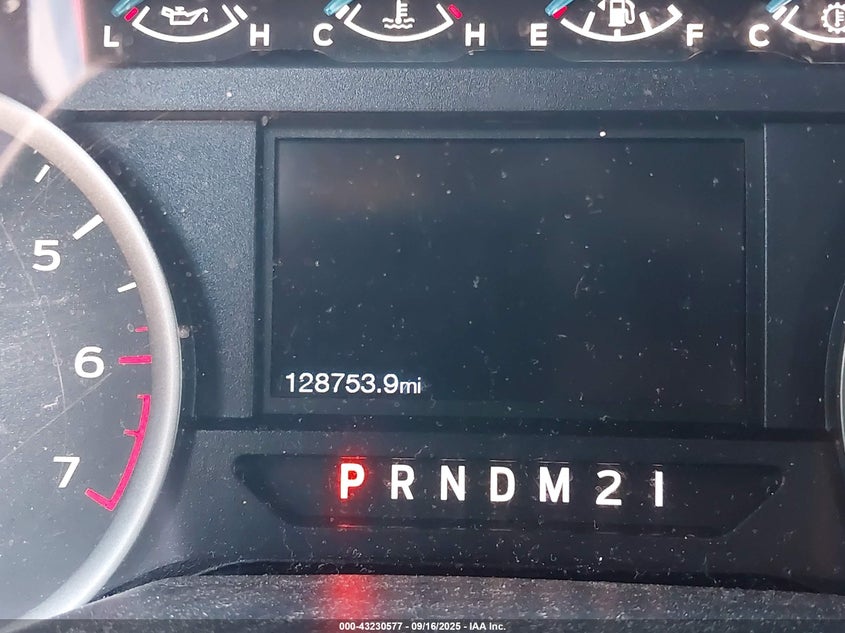 L H C H E F C
5
6
7
128753.9mi
P R N D M 2 1
000-43230577 - 09/16/2025 - IAA Inc.